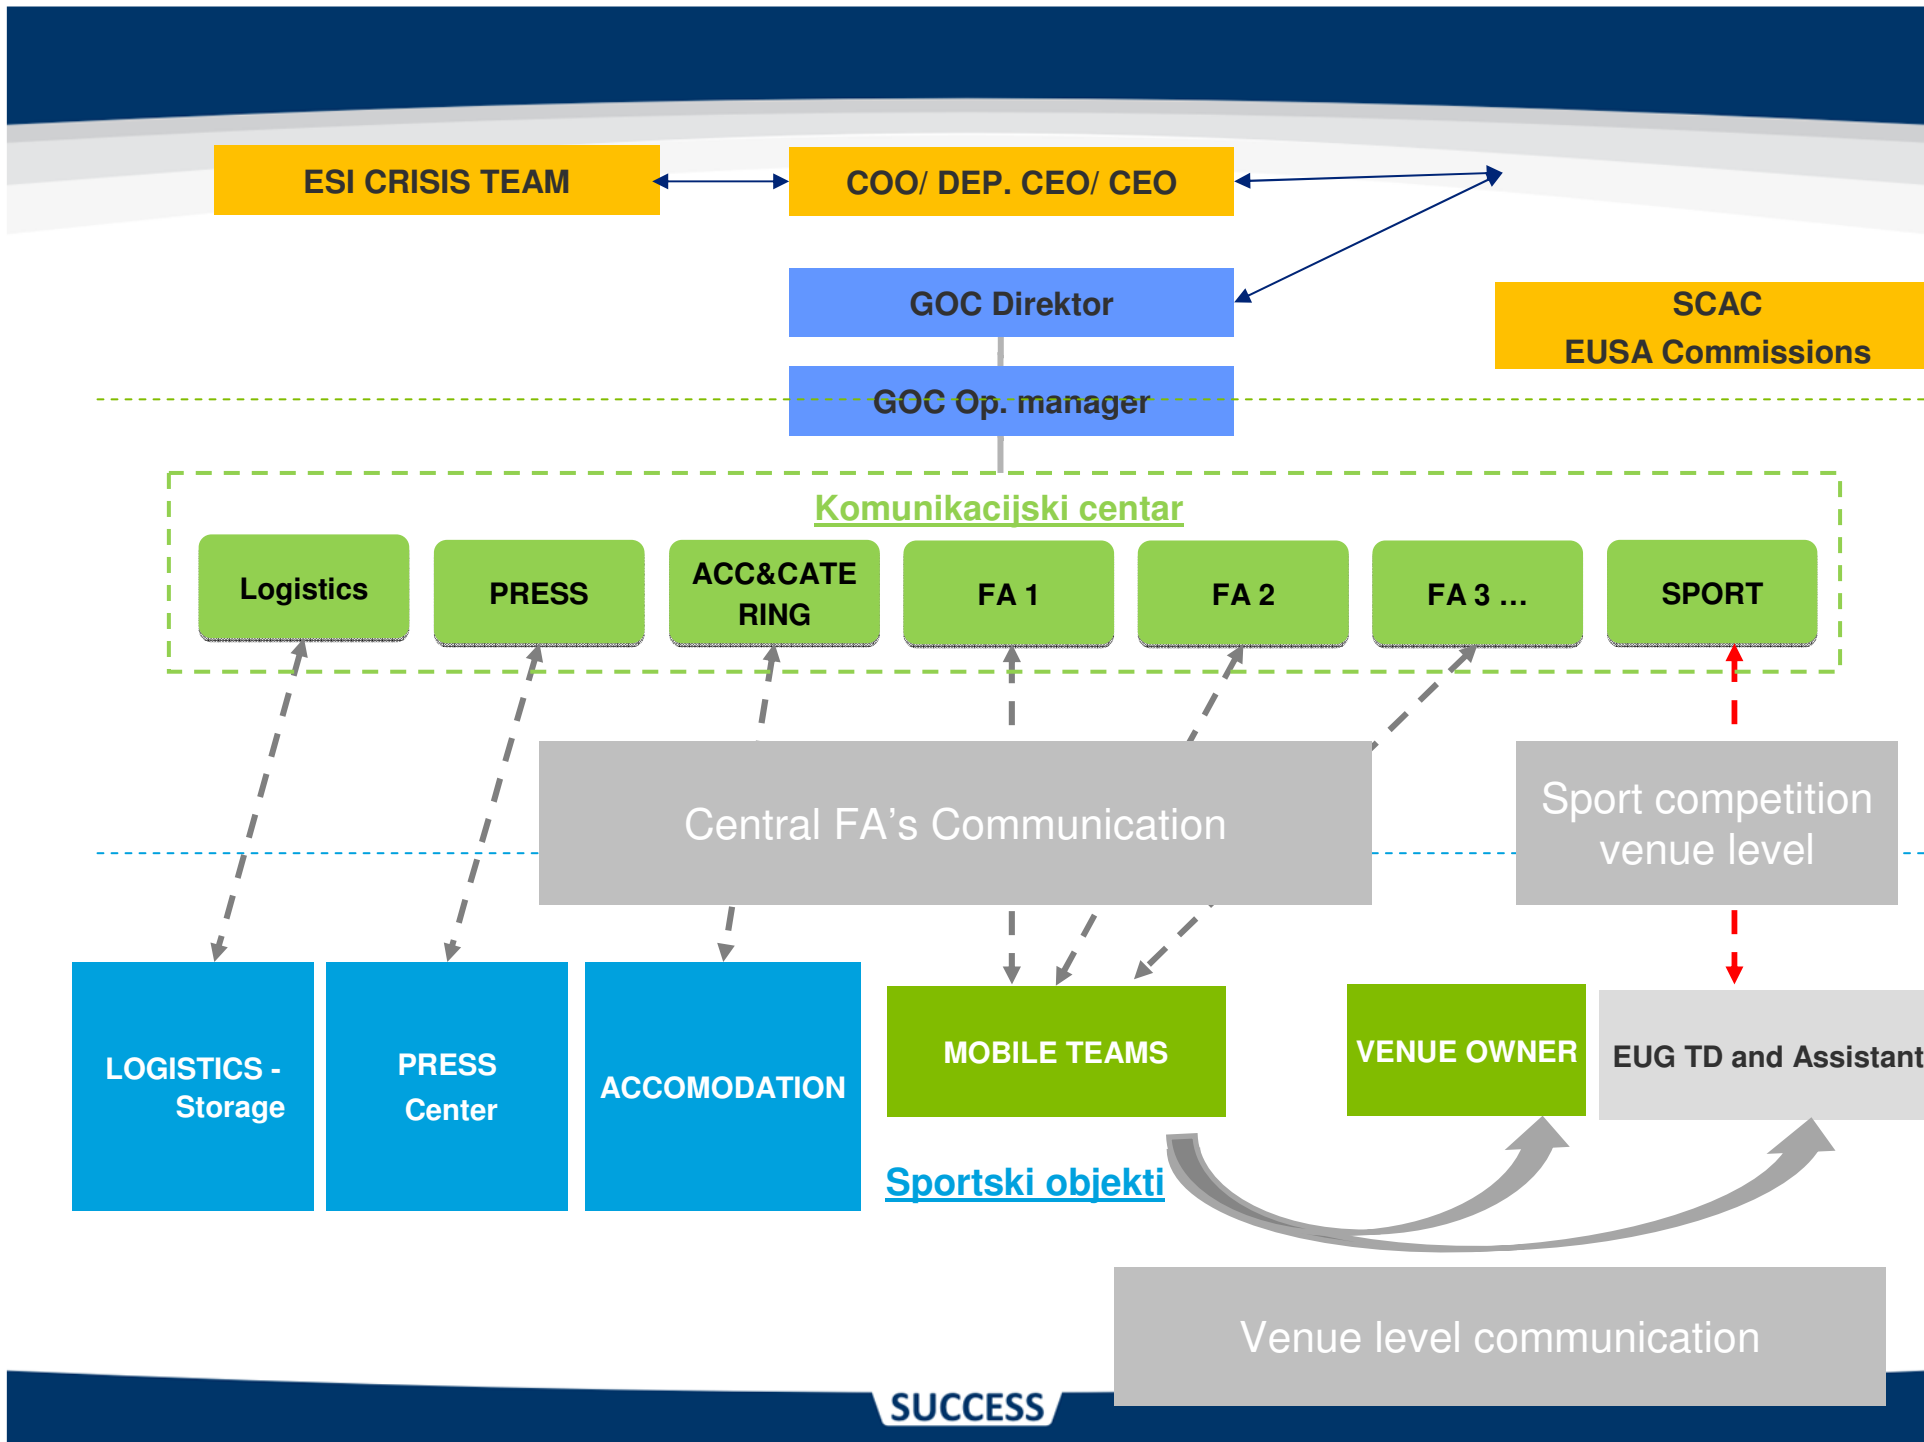 ESI CRISIS TEAM
COO/ DEP. CEO/ CEO
GOC Direktor
SCAC
EUSA Commissions
GOC Op. manager
Komunikacijski centar
Logistics
PRESS
ACC&CATE
RING
FA 1
FA 2
FA 3 ...
SPORT
Central FA’s Communication
Sport competition
venue level
LOGISTICS -
Storage
PRESS
Center
ACCOMODATION
MOBILE TEAMS
VENUE OWNER
EUG TD and Assistant
Sportski objekti
Venue level communication
SUCCESS